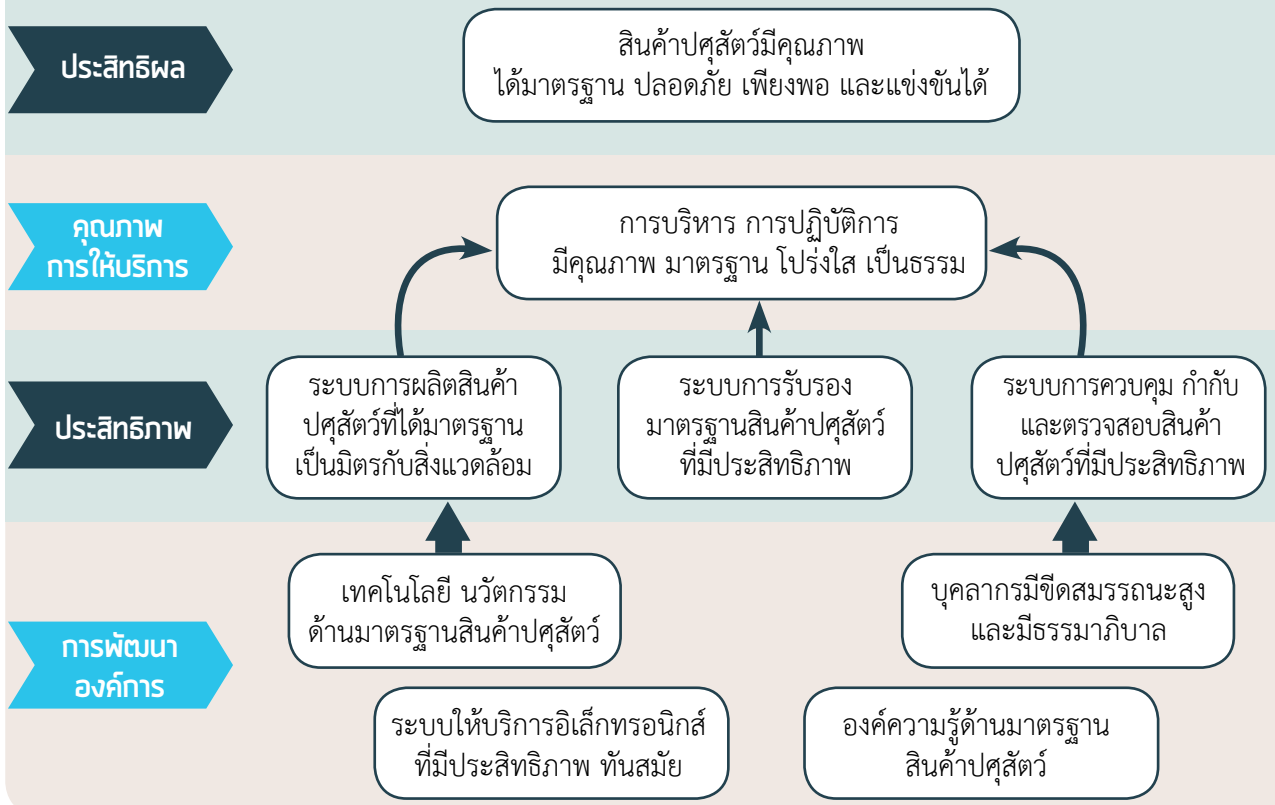 ประสิทธิผล
สินค้าปศุสัตว์มีคุณภาพ
ได้มาตรฐาน ปลอดภัย เพียงพอ และแข่งขันได้
คุณภาพ
การให้บริการ
การบริหาร การปฏิบัติการ
มีคุณภาพ มาตรฐาน โปร่งใส เป็นธรรม
ประสิทธิภาพ
ระบบการผลิตสินค้า
ปศุสัตว์ที่ได้มาตรฐาน
เป็นมิตรกับสิ่งแวดล้อม
ระบบการรับรอง
มาตรฐานสินค้าปศุสัตว์
ที่มีประสิทธิภาพ
ระบบการควบคุม กำกับ
และตรวจสอบสินค้า
ปศุสัตว์ที่มีประสิทธิภาพ
การพัฒนา
องค์การ
เทคโนโลยี นวัตกรรม
ด้านมาตรฐานสินค้าปศุสัตว์
บุคลากรมีขีดสมรรถนะสูง
และมีธรรมาภิบาล
ระบบให้บริการอิเล็กทรอนิกส์
ที่มีประสิทธิภาพ ทันสมัย
องค์ความรู้ด้านมาตรฐาน
สินค้าปศุสัตว์